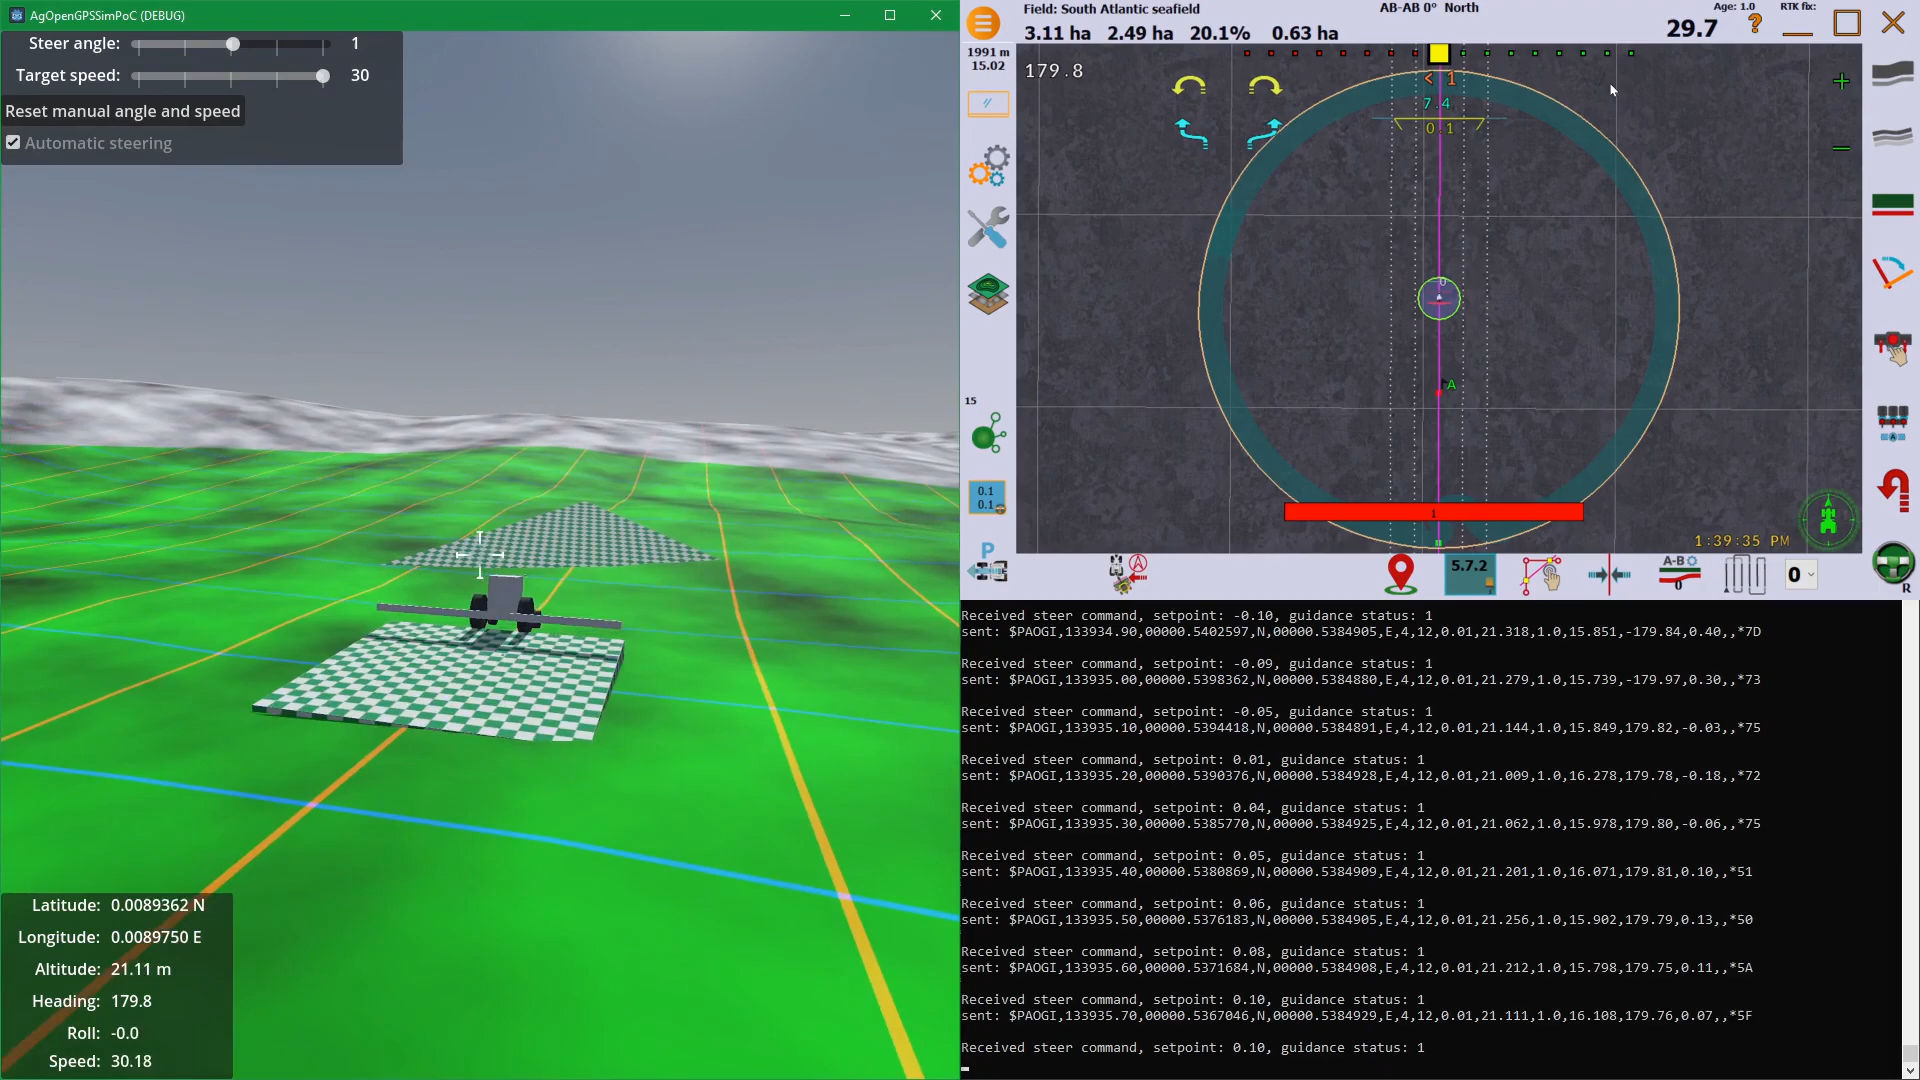 AgOpenGPSSimPoC (DEBUG)
Steer angle: 1
Target speed: 30
Reset manual angle and speed
Automatic steering
Latitude: 0.0089362 N
Longitude: 0.0089750 E
Altitude: 21.11 m
Heading: 179.8
Roll: -0.0
Speed: 30.18
Field: South Atlantic seafield
AB-AB 0° North
Age: 1.0
RTK fix:
3.11 ha 2.49 ha 20.1% 0.63 ha
29.7
?
1991 m
15.02
179.8
< 1
7.4
0.1
0
A
15
0.1
0.1
1
1:39:35 PM
P
A
5.7.2
A-B
0
0
R
Received steer command, setpoint: -0.10, guidance status: 1
sent: $PAOGI,133934.90,00000.5402597,N,00000.5384905,E,4,12,0.01,21.318,1.0,15.851,-179.84,0.40,,*7D
Received steer command, setpoint: -0.09, guidance status: 1
sent: $PAOGI,133935.00,00000.5398362,N,00000.5384880,E,4,12,0.01,21.279,1.0,15.739,-179.97,0.30,,*73
Received steer command, setpoint: -0.05, guidance status: 1
sent: $PAOGI,133935.10,00000.5394418,N,00000.5384891,E,4,12,0.01,21.144,1.0,15.849,179.82,-0.03,,*75
Received steer command, setpoint: 0.01, guidance status: 1
sent: $PAOGI,133935.20,00000.5390376,N,00000.5384928,E,4,12,0.01,21.009,1.0,16.278,179.78,-0.18,,*72
Received steer command, setpoint: 0.04, guidance status: 1
sent: $PAOGI,133935.30,00000.5385770,N,00000.5384925,E,4,12,0.01,21.062,1.0,15.978,179.80,-0.06,,*75
Received steer command, setpoint: 0.05, guidance status: 1
sent: $PAOGI,133935.40,00000.5380869,N,00000.5384909,E,4,12,0.01,21.201,1.0,16.071,179.81,0.10,,*51
Received steer command, setpoint: 0.06, guidance status: 1
sent: $PAOGI,133935.50,00000.5376183,N,00000.5384905,E,4,12,0.01,21.256,1.0,15.902,179.79,0.13,,*50
Received steer command, setpoint: 0.08, guidance status: 1
sent: $PAOGI,133935.60,00000.5371684,N,00000.5384908,E,4,12,0.01,21.212,1.0,15.798,179.75,0.11,,*5A
Received steer command, setpoint: 0.10, guidance status: 1
sent: $PAOGI,133935.70,00000.5367046,N,00000.5384929,E,4,12,0.01,21.111,1.0,16.108,179.76,0.07,,*5F
Received steer command, setpoint: 0.10, guidance status: 1